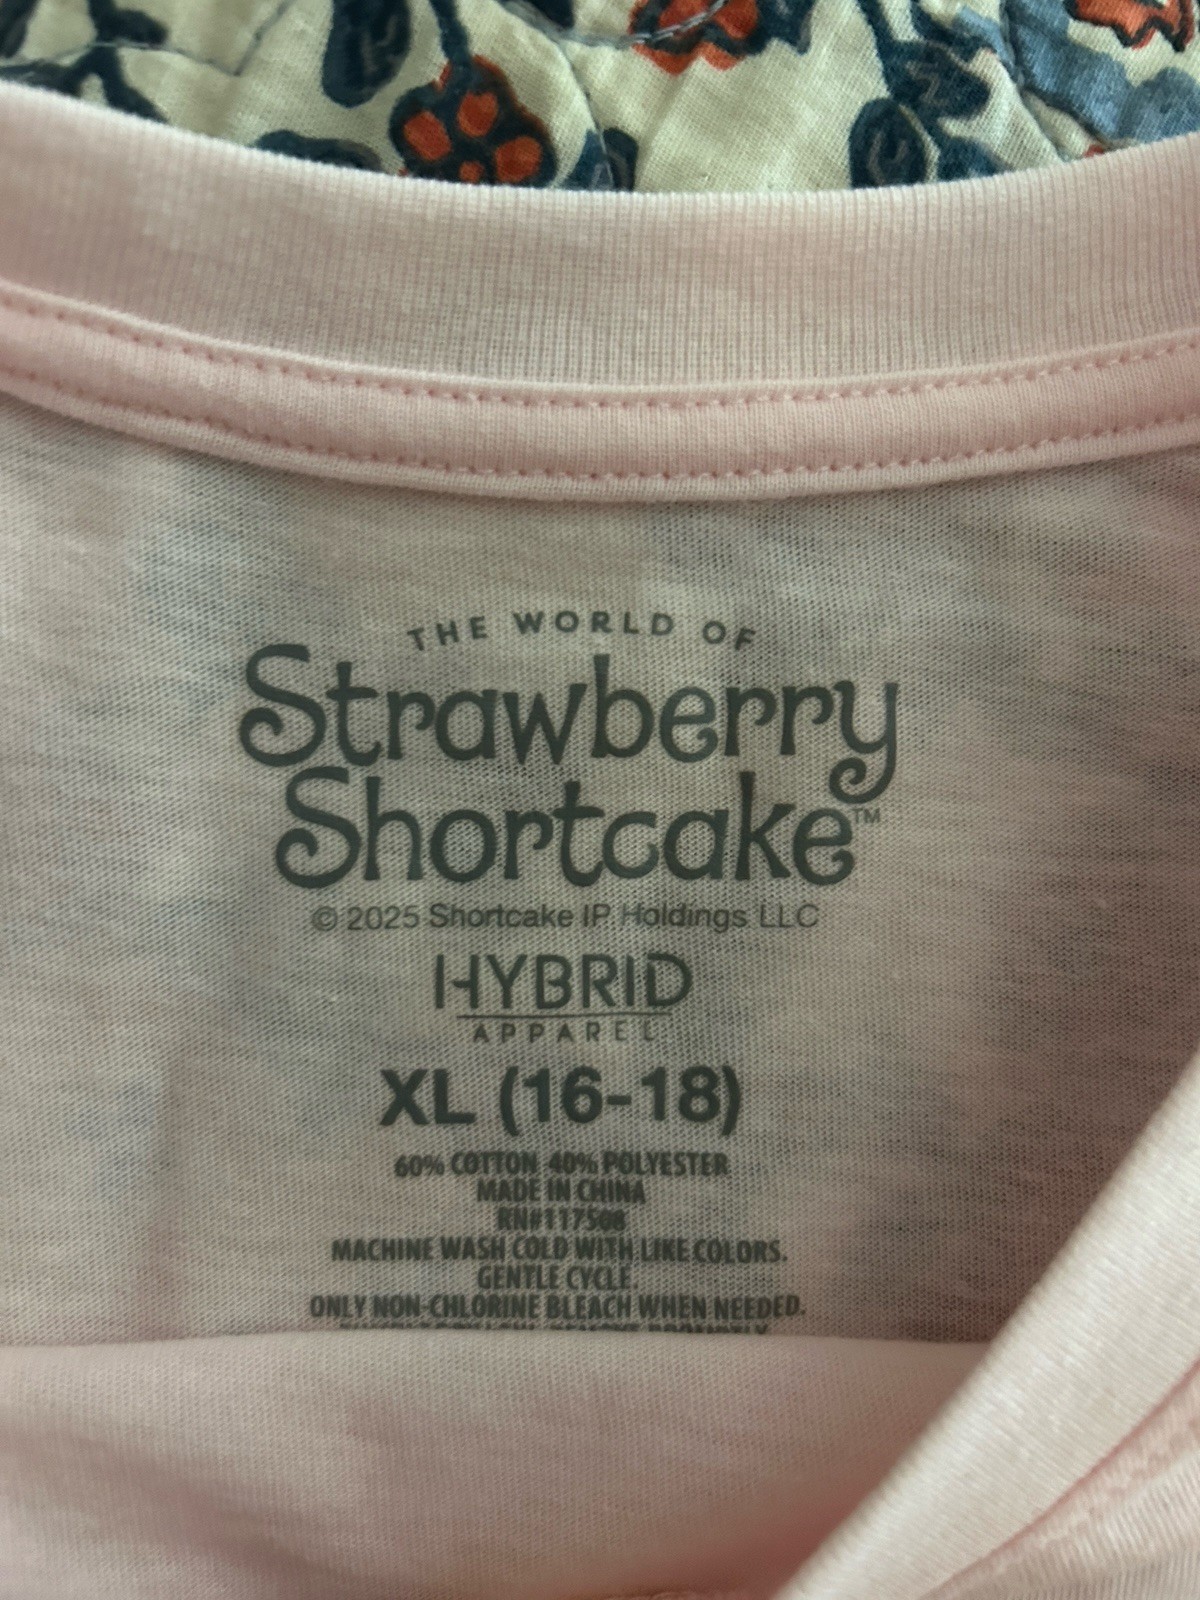 THE WORLD OF
Strawberry
Shortcake™
© 2025 Shortcake IP Holdings LLC
HYBRID
APPAREL
XL (16-18)
60% COTTON 40% POLYESTER
MADE IN CHINA
RN#117508
MACHINE WASH COLD WITH LIKE COLORS.
GENTLE CYCLE.
ONLY NON-CHLORINE BLEACH WHEN NEEDED.